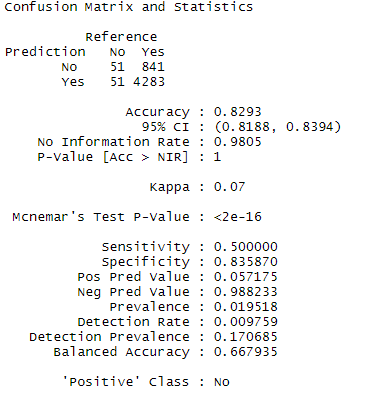 Confusion Matrix and Statistics
Reference
Prediction No Yes
No 51 841
Yes 51 4283
Accuracy : 0.8293
95% CI : (0.8188, 0.8394)
No Information Rate : 0.9805
P-Value [Acc > NIR] : 1
Kappa : 0.07
Mcnemar's Test P-Value : <2e-16
Sensitivity : 0.500000
Specificity : 0.835870
Pos Pred Value : 0.057175
Neg Pred Value : 0.988233
Prevalence : 0.019518
Detection Rate : 0.009759
Detection Prevalence : 0.170685
Balanced Accuracy : 0.667935
'Positive' Class : No